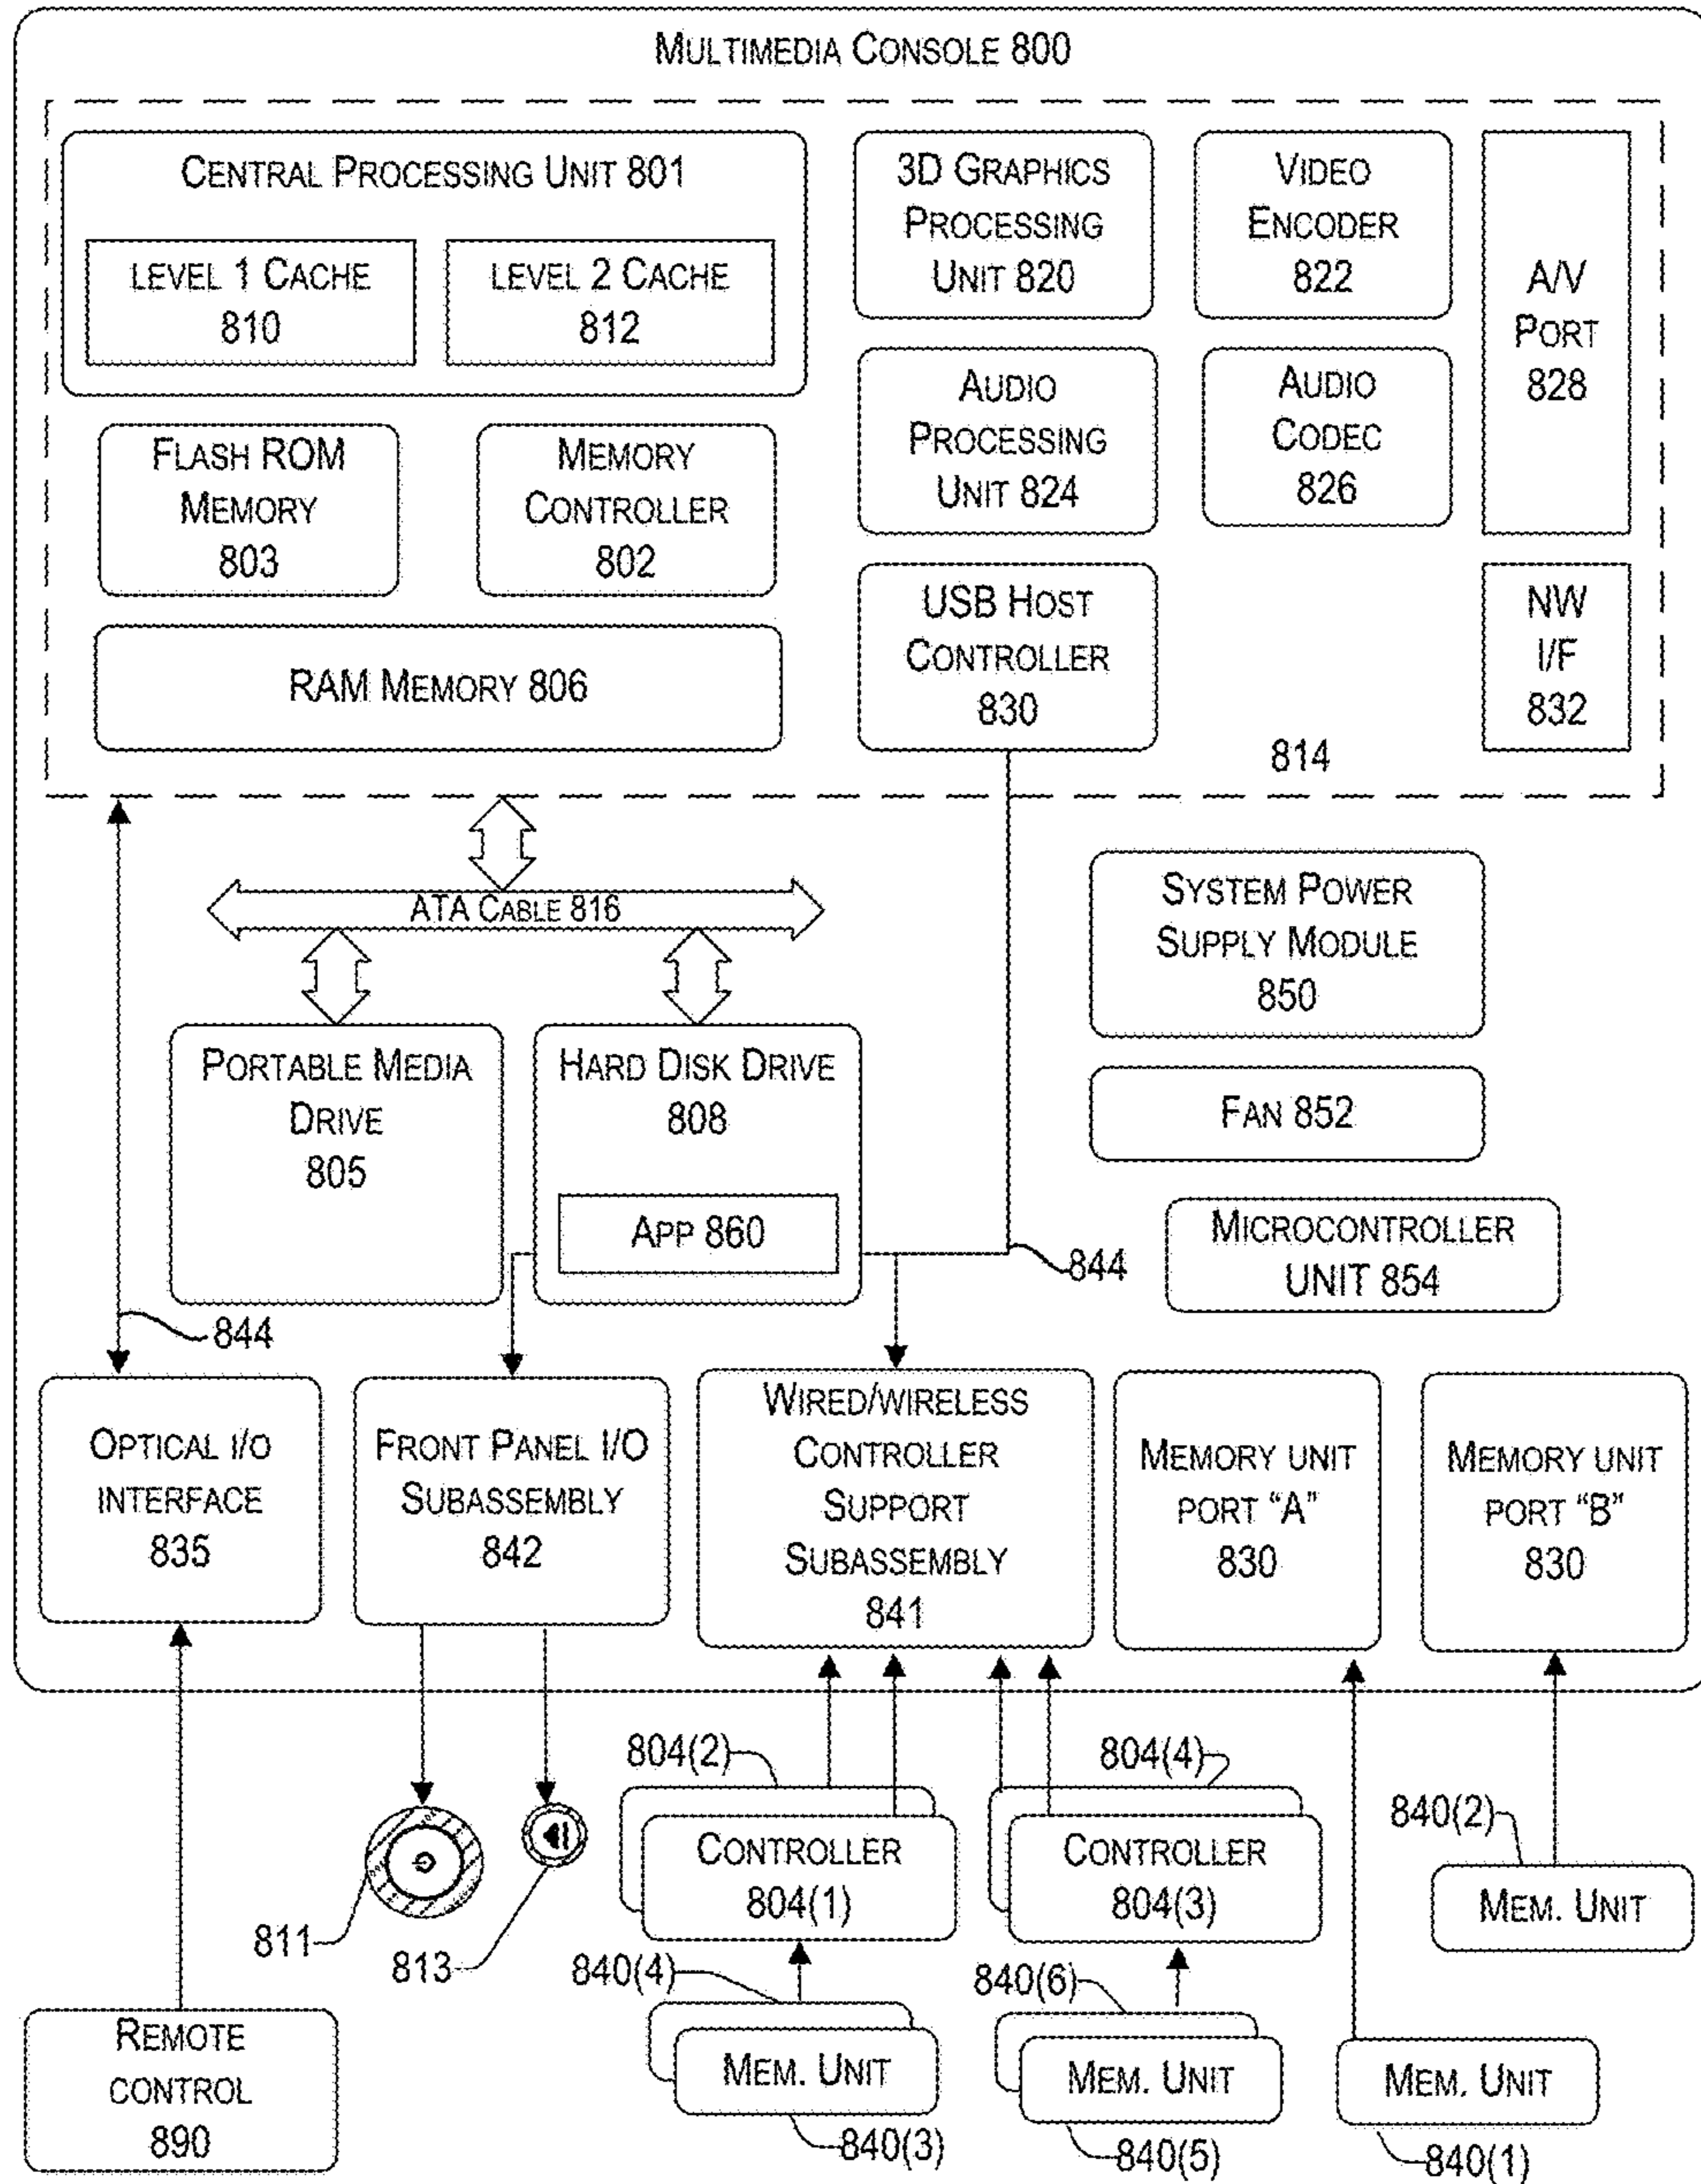 MULTIMEDIA CONSOLE 800
CENTRAL PROCESSING UNIT 801
LEVEL 1 CACHE
810
LEVEL 2 CACHE
812
3D GRAPHICS
PROCESSING
UNIT 820
VIDEO
ENCODER
822
A/V
PORT
828
AUDIO
PROCESSING
UNIT 824
AUDIO
CODEC
826
FLASH ROM
MEMORY
803
MEMORY
CONTROLLER
802
USB HOST
CONTROLLER
830
NW
I/F
832
RAM MEMORY 806
814
ATA CABLE 816
SYSTEM POWER
SUPPLY MODULE
850
PORTABLE MEDIA
DRIVE
805
HARD DISK DRIVE
808
APP 860
FAN 852
MICROCONTROLLER
UNIT 854
844
844
OPTICAL I/O
INTERFACE
835
FRONT PANEL I/O
SUBASSEMBLY
842
WIRED/WIRELESS
CONTROLLER
SUPPORT
SUBASSEMBLY
841
MEMORY UNIT
PORT “A”
830
MEMORY UNIT
PORT “B”
830
804(2)
804(4)
840(2)
CONTROLLER
804(1)
CONTROLLER
804(3)
MEM. UNIT
811
813
840(4)
840(6)
REMOTE
CONTROL
890
MEM. UNIT
MEM. UNIT
MEM. UNIT
840(3)
840(5)
840(1)